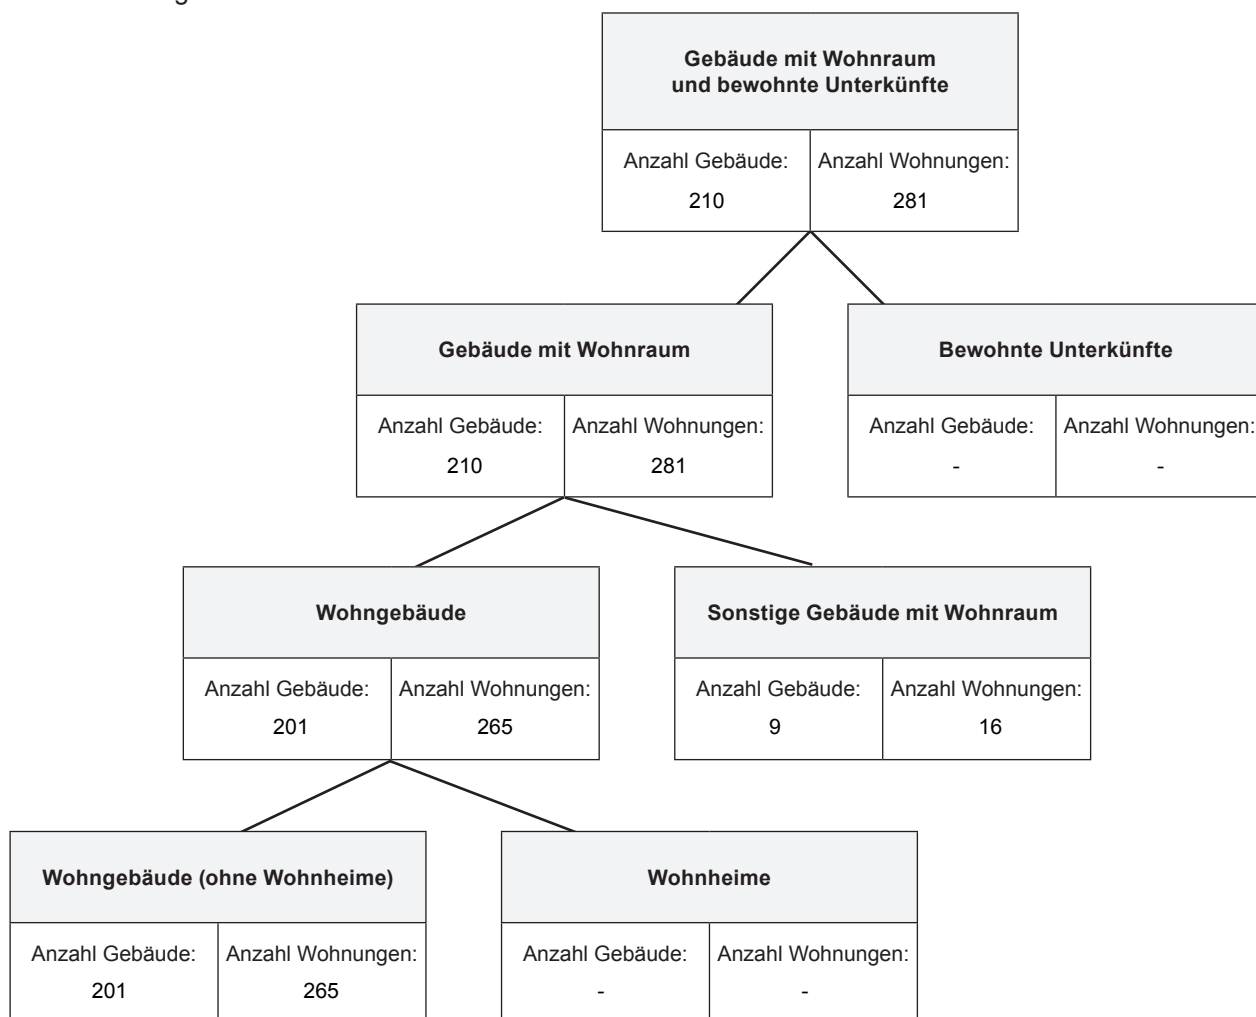 Gebäude mit Wohnraum
und bewohnte Unterkünfte
Anzahl Gebäude: Anzahl Wohnungen:
210 281
Gebäude mit Wohnraum
Anzahl Gebäude: Anzahl Wohnungen:
210 281
Bewohnte Unterkünfte
Anzahl Gebäude: Anzahl Wohnungen:
- -
Wohngebäude
Anzahl Gebäude: Anzahl Wohnungen:
201 265
Sonstige Gebäude mit Wohnraum
Anzahl Gebäude: Anzahl Wohnungen:
9 16
Wohngebäude (ohne Wohnheime)
Anzahl Gebäude: Anzahl Wohnungen:
201 265
Wohnheime
Anzahl Gebäude: Anzahl Wohnungen:
- -